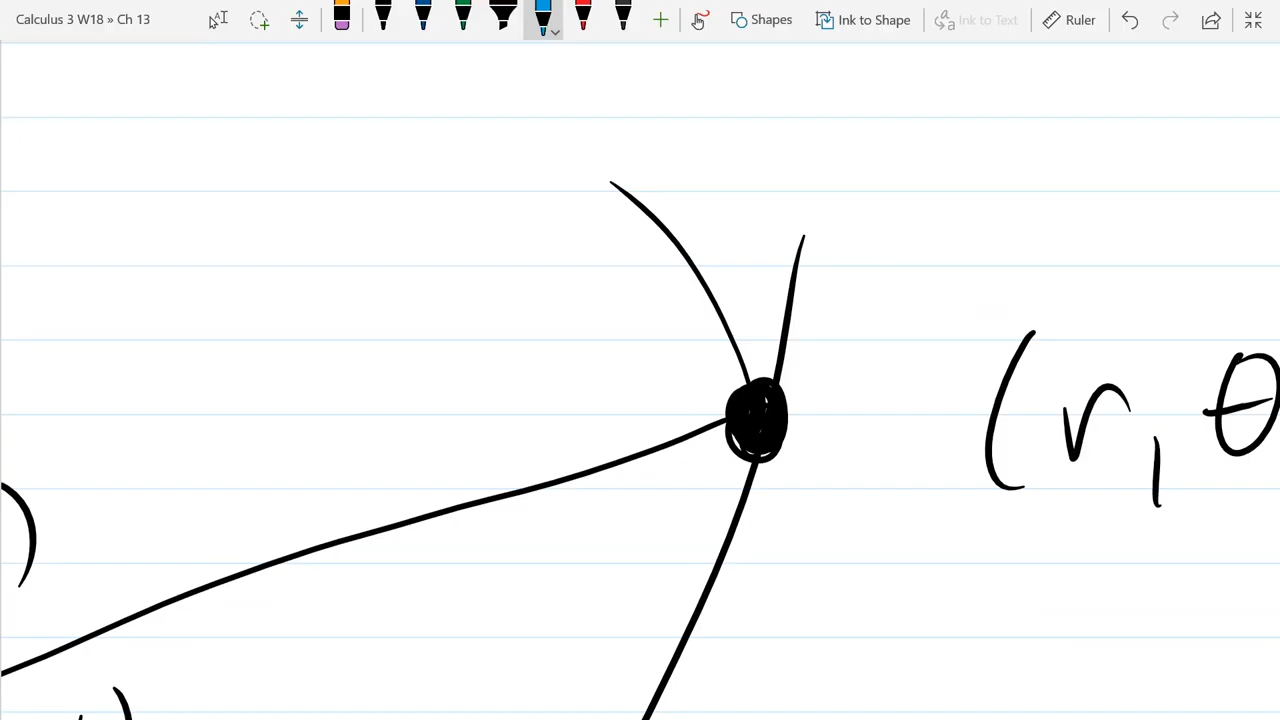 Calculus 3 W18 » Ch 13
Shapes
Ink to Shape
Ink to Text
Ruler
(r, θ
)
)